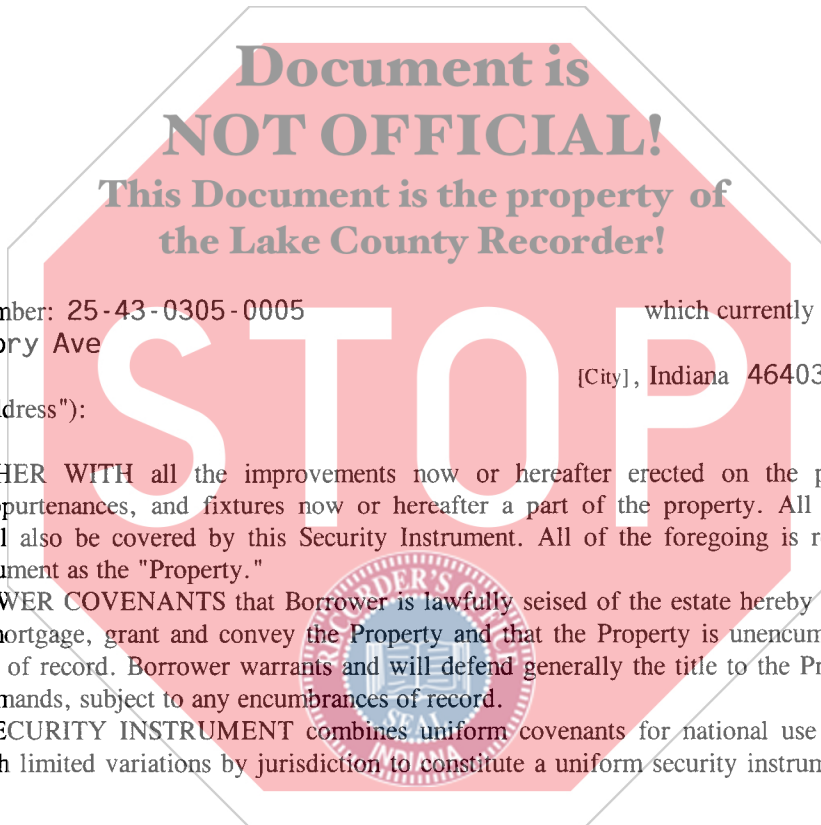 Document is
NOT OFFICIAL!
This Document is the property of
the Lake County Recorder!
mber: 25-43-0305-0005 which currently
ory Ave
[City], Indiana 46403
dress"):
STOP
HER WITH all the improvements now or hereafter erected on the p
purtenances, and fixtures now or hereafter a part of the property. All
l also be covered by this Security Instrument. All of the foregoing is r
ument as the "Property."
WER COVENANTS that Borrower is lawfully seised of the estate hereby
nortgage, grant and convey the Property and that the Property is unencum
of record. Borrower warrants and will defend generally the title to the Pr
mands, subject to any encumbrances of record.
ECURITY INSTRUMENT combines uniform covenants for national use
h limited variations by jurisdiction to constitute a uniform security instrum
RECORDER'S OFFICE
SEAL
INDIANA